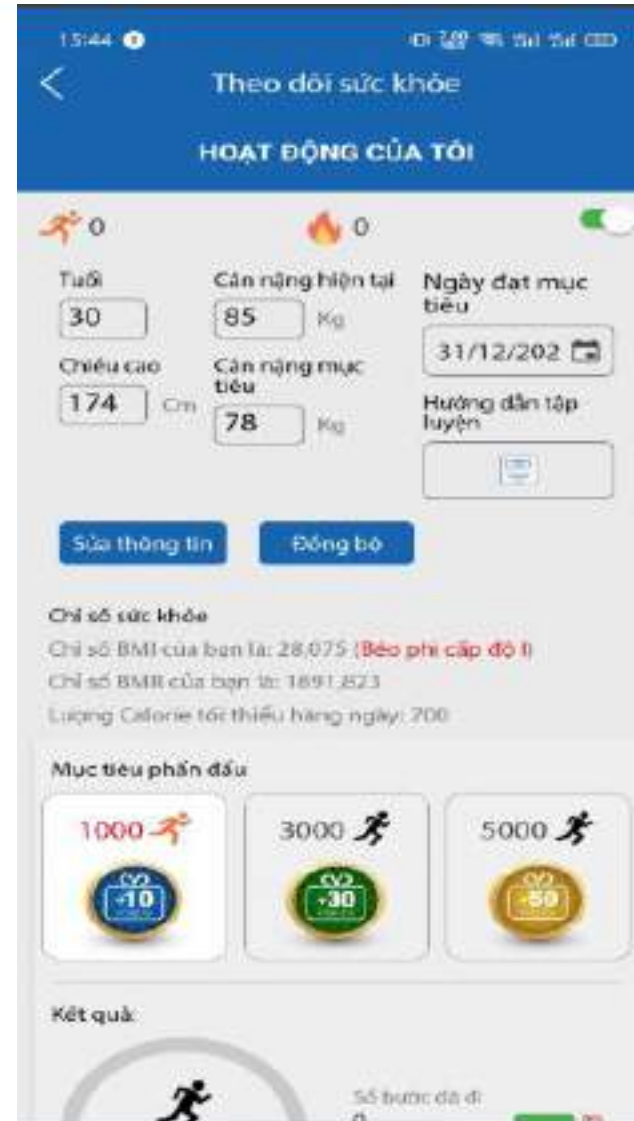 15:44
Theo dõi sức khỏe
HOẠT ĐỘNG CỦA TÔI
0
0
Tuổi
30
Chiều cao
174 Cm
Cân nặng hiện tại
85 Kg
Cân nặng mục
tiêu
78 Kg
Ngày đạt mục
tiêu
31/12/202
Hướng dẫn tập
luyện
Sửa thông tin
Đồng bộ
Chỉ số sức khỏe
Chỉ số BMI của bạn là: 28,075 (Béo phì cấp độ I)
Chỉ số BMR của bạn là: 1691,823
Lượng Calorie tối thiểu hàng ngày: 700
Mục tiêu phấn đấu
1000
+10
3000
+30
5000
+50
Kết quả:
Số bước đã đi
0